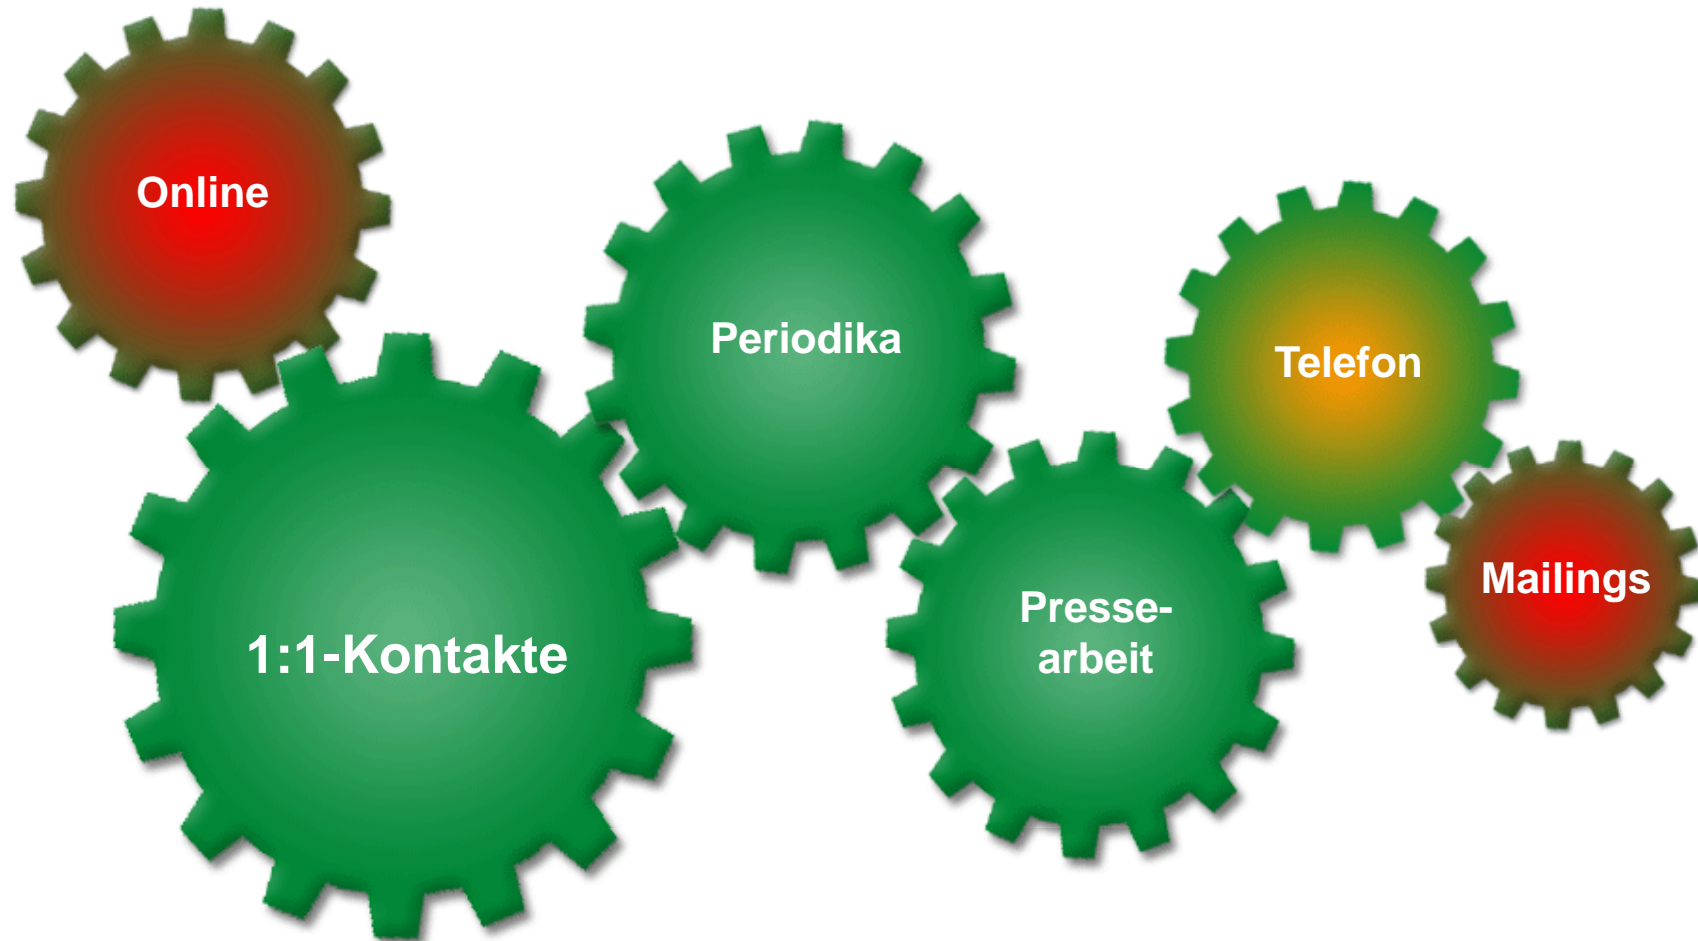 Online
Periodika
Telefon
1:1-Kontakte
Presse-
arbeit
Mailings